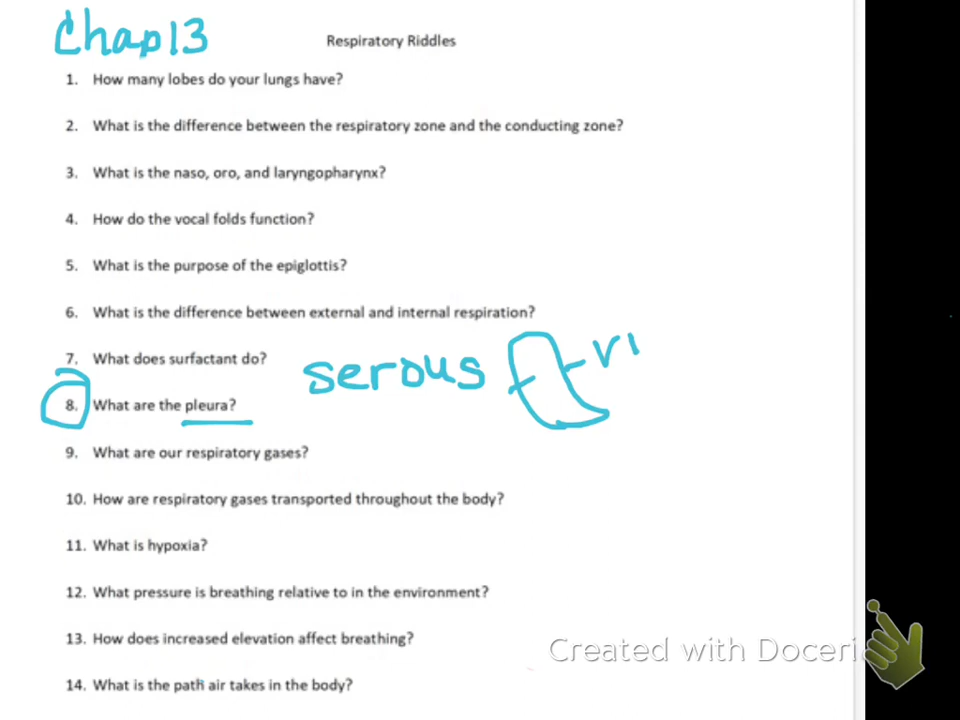 Chap 13
Respiratory Riddles
1. How many lobes do your lungs have?
2. What is the difference between the respiratory zone and the conducting zone?
3. What is the naso, oro, and laryngopharynx?
4. How do the vocal folds function?
5. What is the purpose of the epiglottis?
6. What is the difference between external and internal respiration?
7. What does surfactant do?
serous
8. What are the pleura?
9. What are our respiratory gases?
10. How are respiratory gases transported throughout the body?
11. What is hypoxia?
12. What pressure is breathing relative to in the environment?
13. How does increased elevation affect breathing?
Created with Doceri
14. What is the path air takes in the body?